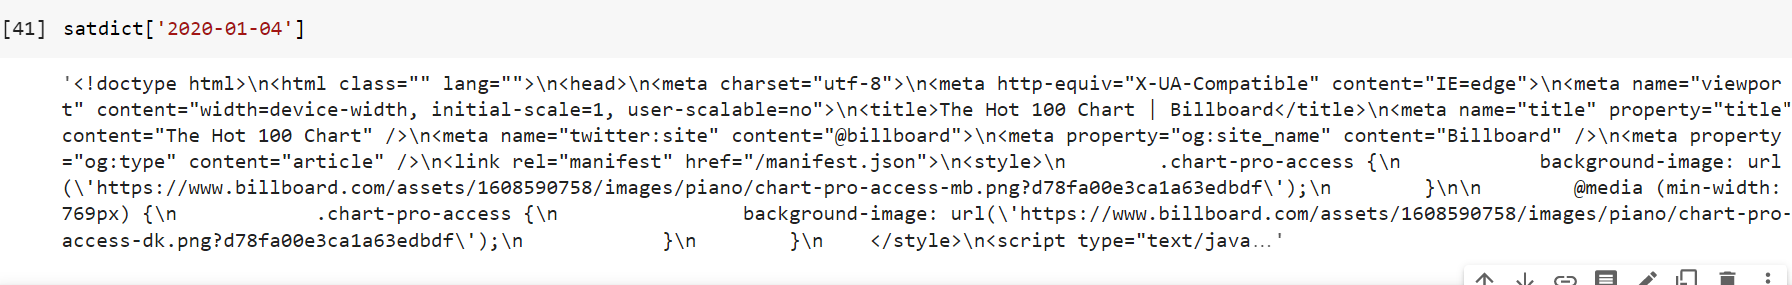 [41] satdict['2020-01-04']
'<!doctype html>\n<html class="" lang="">\n<head>\n<meta charset="utf-8">\n<meta http-equiv="X-UA-Compatible" content="IE=edge">\n<meta name="viewpor
t" content="width=device-width, initial-scale=1, user-scalable=no">\n<title>The Hot 100 Chart | Billboard</title>\n<meta name="title" property="title"
content="The Hot 100 Chart" />\n<meta name="twitter:site" content="@billboard">\n<meta property="og:site_name" content="Billboard" />\n<meta property
="og:type" content="article" />\n<link rel="manifest" href="/manifest.json">\n<style>\n        .chart-pro-access {\n            background-image: url
(\'https://www.billboard.com/assets/1608590758/images/piano/chart-pro-access-mb.png?d78fa00e3ca1a63edbdf\');\n        }\n\n        @media (min-width:
769px) {\n            .chart-pro-access {\n                background-image: url(\'https://www.billboard.com/assets/1608590758/images/piano/chart-pro-
access-dk.png?d78fa00e3ca1a63edbdf\');\n            }\n        }\n    </style>\n<script type="text/java…'